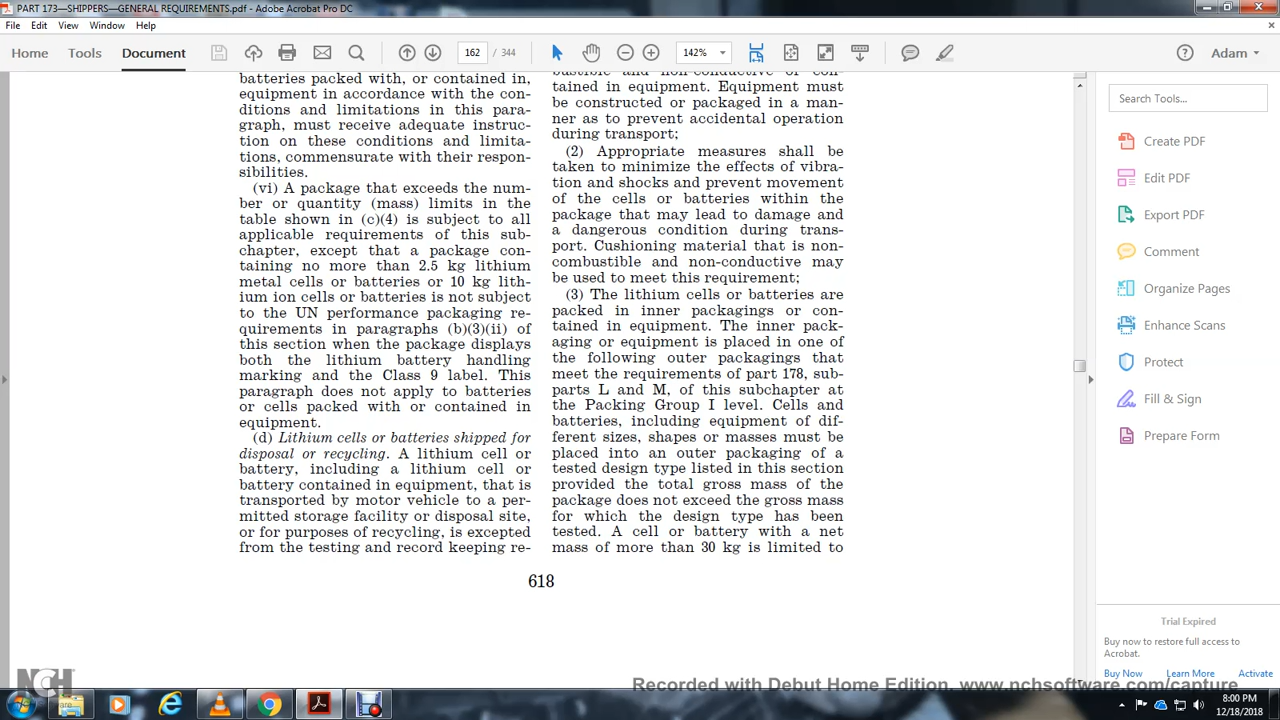 PART 173—SHIPPERS—GENERAL REQUIREMENTS.pdf - Adobe Acrobat Pro DC
File Edit View Window Help
Home Tools Document 162 / 344 142% Adam
batteries packed with, or contained in,
equipment in accordance with the con-
ditions and limitations in this para-
graph, must receive adequate instruc-
tion on these conditions and limita-
tions, commensurate with their respon-
sibilities.
(vi) A package that exceeds the num-
ber or quantity (mass) limits in the
table shown in (c)(4) is subject to all
applicable requirements of this sub-
chapter, except that a package con-
taining no more than 2.5 kg lithium
metal cells or batteries or 10 kg lith-
ium ion cells or batteries is not subject
to the UN performance packaging re-
quirements in paragraphs (b)(3)(ii) of
this section when the package displays
both the lithium battery handling
marking and the Class 9 label. This
paragraph does not apply to batteries
or cells packed with or contained in
equipment.
(d) Lithium cells or batteries shipped for
disposal or recycling. A lithium cell or
battery, including a lithium cell or
battery contained in equipment, that is
transported by motor vehicle to a per-
mitted storage facility or disposal site,
or for purposes of recycling, is excepted
from the testing and record keeping re-
bustible and non-conductive or con-
tained in equipment. Equipment must
be constructed or packaged in a man-
ner as to prevent accidental operation
during transport;
(2) Appropriate measures shall be
taken to minimize the effects of vibra-
tion and shocks and prevent movement
of the cells or batteries within the
package that may lead to damage and
a dangerous condition during trans-
port. Cushioning material that is non-
combustible and non-conductive may
be used to meet this requirement;
(3) The lithium cells or batteries are
packed in inner packagings or con-
tained in equipment. The inner pack-
aging or equipment is placed in one of
the following outer packagings that
meet the requirements of part 178, sub-
parts L and M, of this subchapter at
the Packing Group I level. Cells and
batteries, including equipment of dif-
ferent sizes, shapes or masses must be
placed into an outer packaging of a
tested design type listed in this section
provided the total gross mass of the
package does not exceed the gross mass
for which the design type has been
tested. A cell or battery with a net
mass of more than 30 kg is limited to
618
Search Tools...
Create PDF
Edit PDF
Export PDF
Comment
Organize Pages
Enhance Scans
Protect
Fill & Sign
Prepare Form
Trial Expired
Buy now to restore full access to
Acrobat.
Buy Now Learn More Activate
NCH
Recorded with Debut Home Edition. www.nchsoftware.com/capture
8:00 PM
12/18/2018